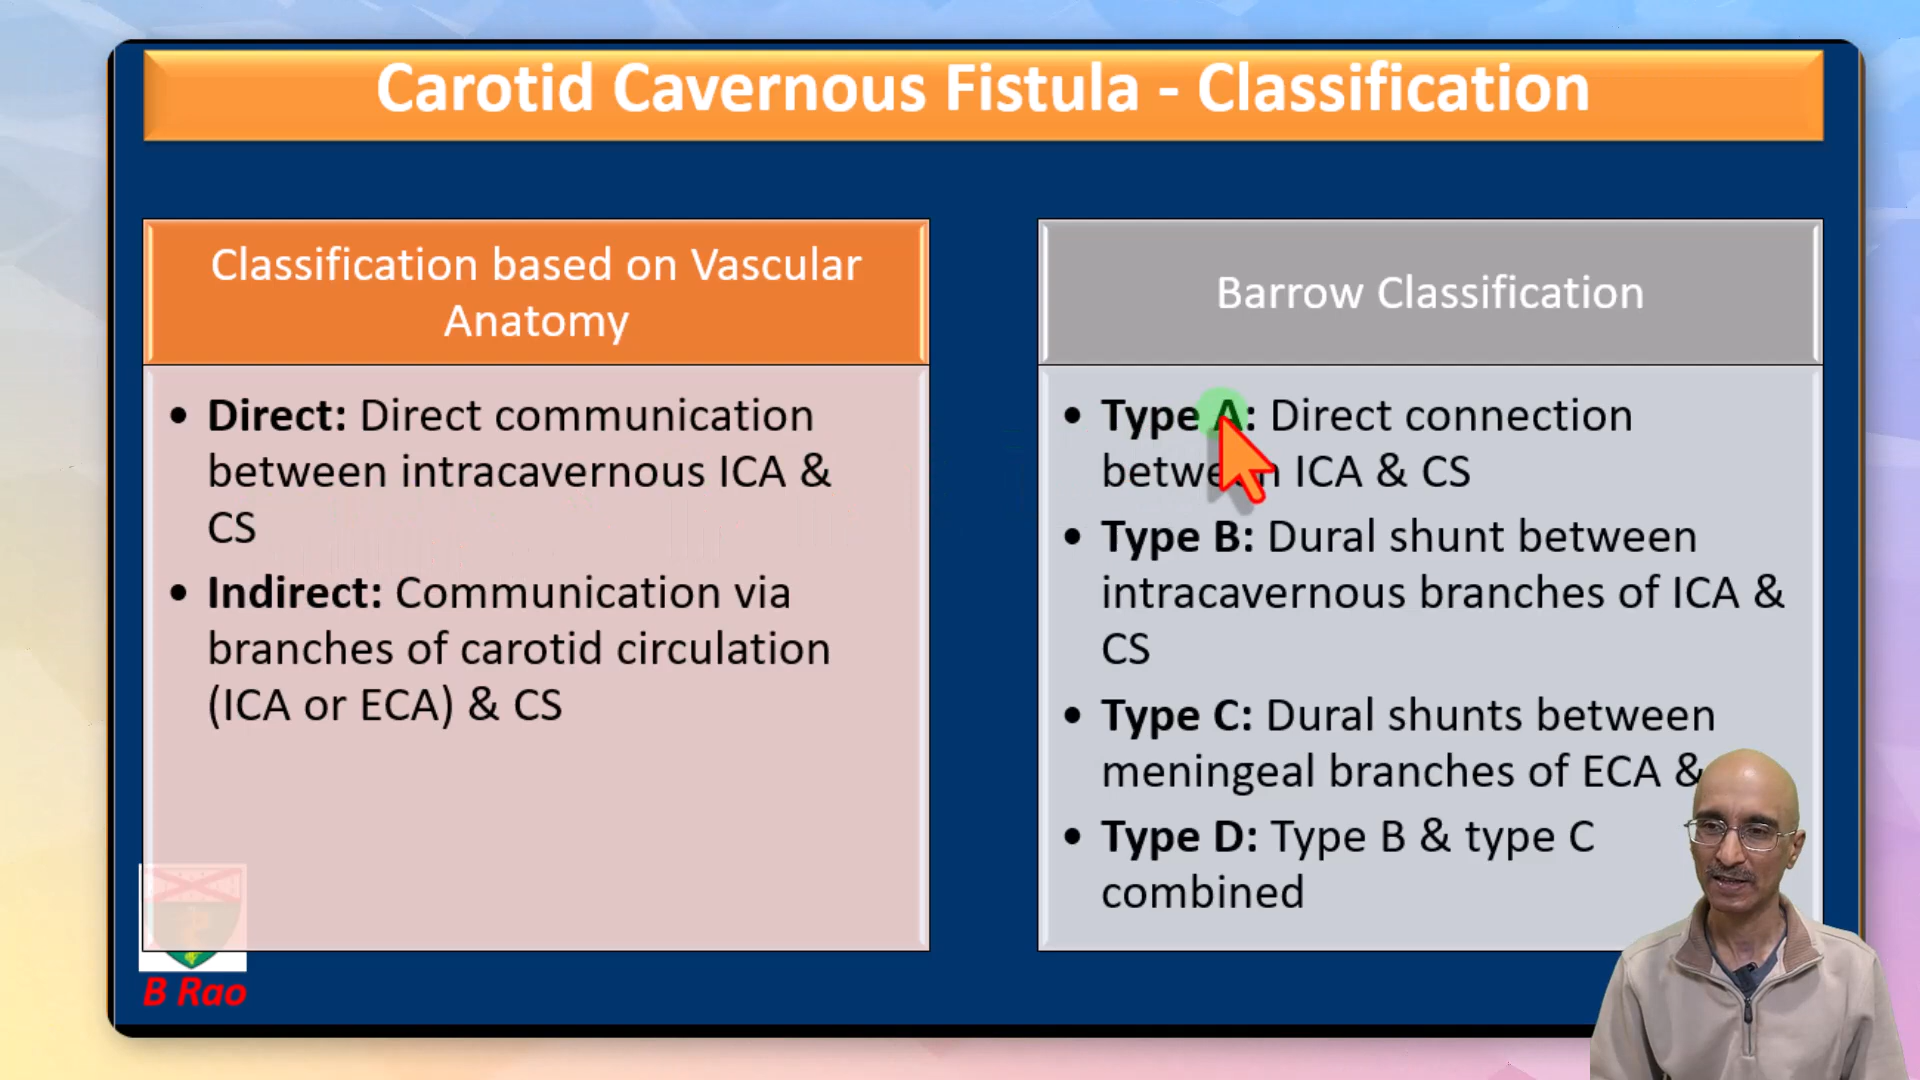 Carotid Cavernous Fistula - Classification
Classification based on Vascular
Anatomy
• Direct: Direct communication
between intracavernous ICA &
CS
• Indirect: Communication via
branches of carotid circulation
(ICA or ECA) & CS
Barrow Classification
• Type A: Direct connection
between ICA & CS
• Type B: Dural shunt between
intracavernous branches of ICA &
CS
• Type C: Dural shunts between
meningeal branches of ECA &
• Type D: Type B & type C
combined
B Rao